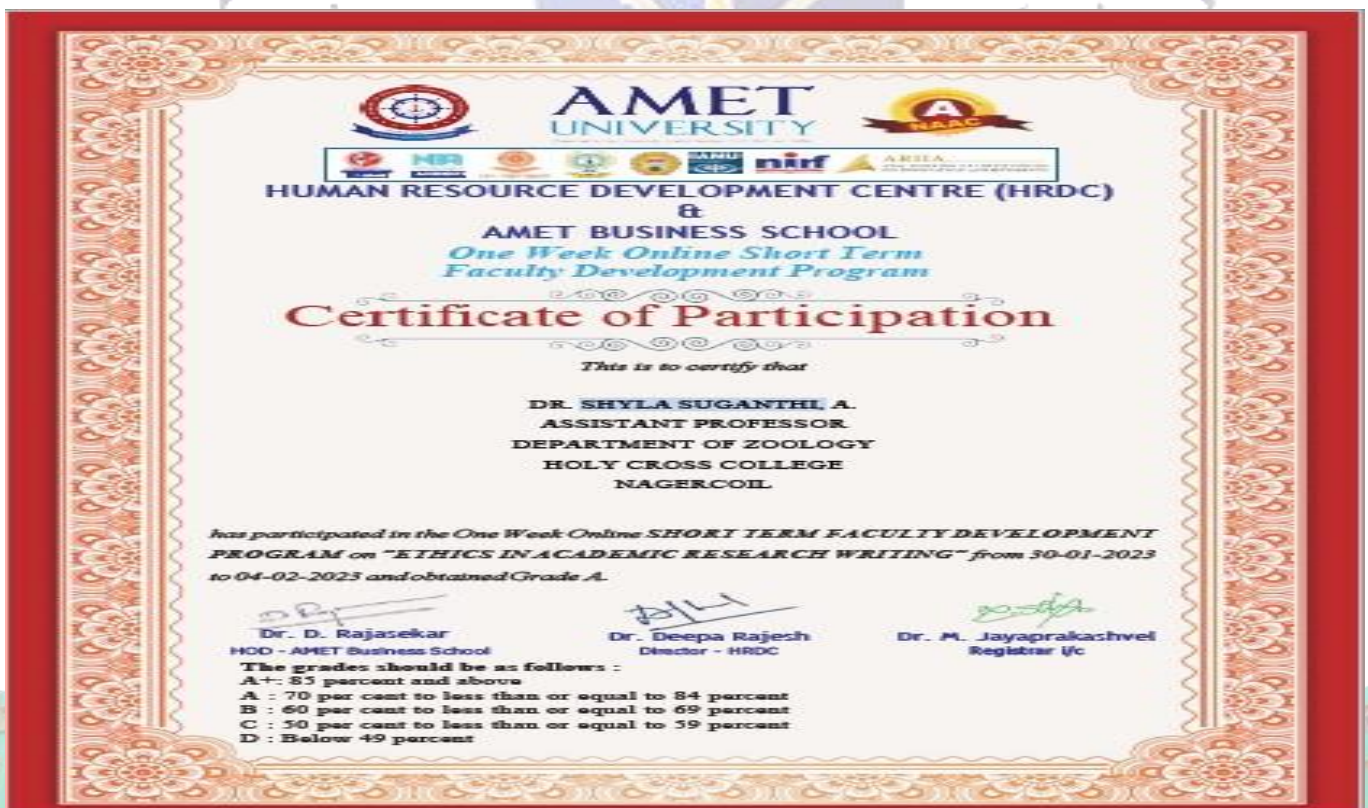 AMET
UNIVERSITY
A
NAAC
nirf
ARIIA
HUMAN RESOURCE DEVELOPMENT CENTRE (HRDC)
&
AMET BUSINESS SCHOOL
One Week Online Short Term
Faculty Development Program
Certificate of Participation
This is to certify that
DR. SHYLA SUGANTHI, A.
ASSISTANT PROFESSOR
DEPARTMENT OF ZOOLOGY
HOLY CROSS COLLEGE
NAGERCOIL
has participated in the One Week Online SHORT TERM FACULTY DEVELOPMENT
PROGRAM on "ETHICS IN ACADEMIC RESEARCH WRITING" from 30-01-2023
to 04-02-2023 and obtained Grade A.
Dr. D. Rajasekar
HOD - AMET Business School
Dr. Deepa Rajesh
Director - HRDC
Dr. M. Jayaprakashvel
Registrar i/c
The grades should be as follows :
A+: 85 percent and above
A : 70 per cent to less than or equal to 84 percent
B : 60 per cent to less than or equal to 69 percent
C : 50 per cent to less than or equal to 59 percent
D : Below 49 percent